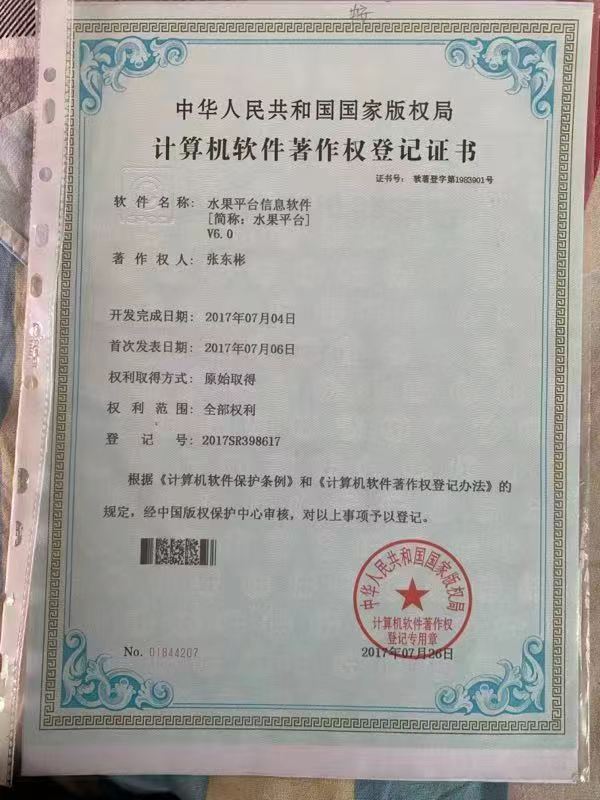 中华人民共和国国家版权局
计算机软件著作权登记证书
证书号： 软著登字第1983901号
软件名称： 水果平台信息软件
[简称：水果平台]
V6.0
著作权人： 张东彬
开发完成日期： 2017年07月04日
首次发表日期： 2017年07月06日
权利取得方式： 原始取得
权利范围： 全部权利
登记号： 2017SR398617
根据《计算机软件保护条例》和《计算机软件著作权登记办法》的
规定，经中国版权保护中心审核，对以上事项予以登记。
中华人民共和国国家版权局
计算机软件著作权
登记专用章
No. 01844207
2017年07月26日